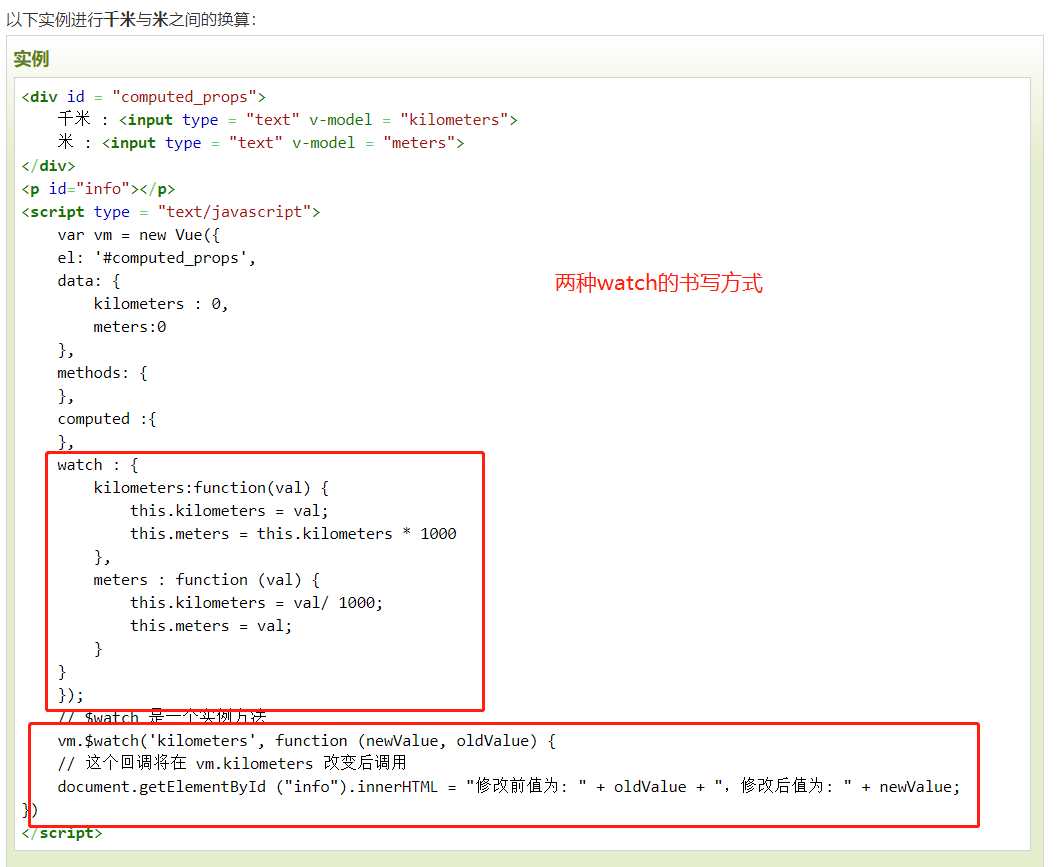 以下实例进行千米与米之间的换算：
实例
<div id = "computed_props">
    千米 : <input type = "text" v-model = "kilometers">
    米 : <input type = "text" v-model = "meters">
</div>
<p id="info"></p>
<script type = "text/javascript">
    var vm = new Vue({
    el: '#computed_props',
两种watch的书写方式
    data: {
        kilometers : 0,
        meters:0
    },
    methods: {
    },
    computed :{
    },
    watch : {
        kilometers:function(val) {
            this.kilometers = val;
            this.meters = this.kilometers * 1000
        },
        meters : function (val) {
            this.kilometers = val/ 1000;
            this.meters = val;
        }
    }
    });
    // $watch 是一个实例方法
    vm.$watch('kilometers', function (newValue, oldValue) {
    // 这个回调将在 vm.kilometers 改变后调用
    document.getElementById ("info").innerHTML = "修改前值为: " + oldValue + "，修改后值为: " + newValue;
})
</script>